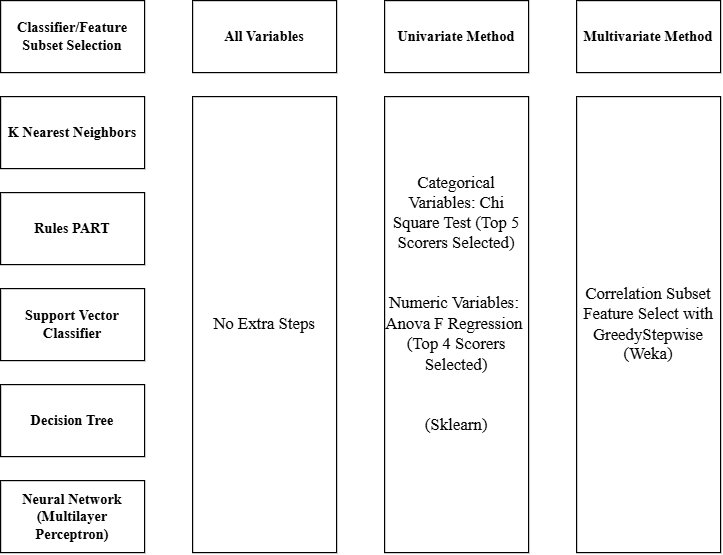 Classifier/Feature
Subset Selection
All Variables
Univariate Method
Multivariate Method
K Nearest Neighbors
Rules PART
Support Vector
Classifier
Decision Tree
Neural Network
(Multilayer
Perceptron)
No Extra Steps
Categorical
Variables: Chi
Square Test (Top 5
Scorers Selected)
Numeric Variables:
Anova F Regression
(Top 4 Scorers
Selected)
(Sklearn)
Correlation Subset
Feature Select with
GreedyStepwise
(Weka)